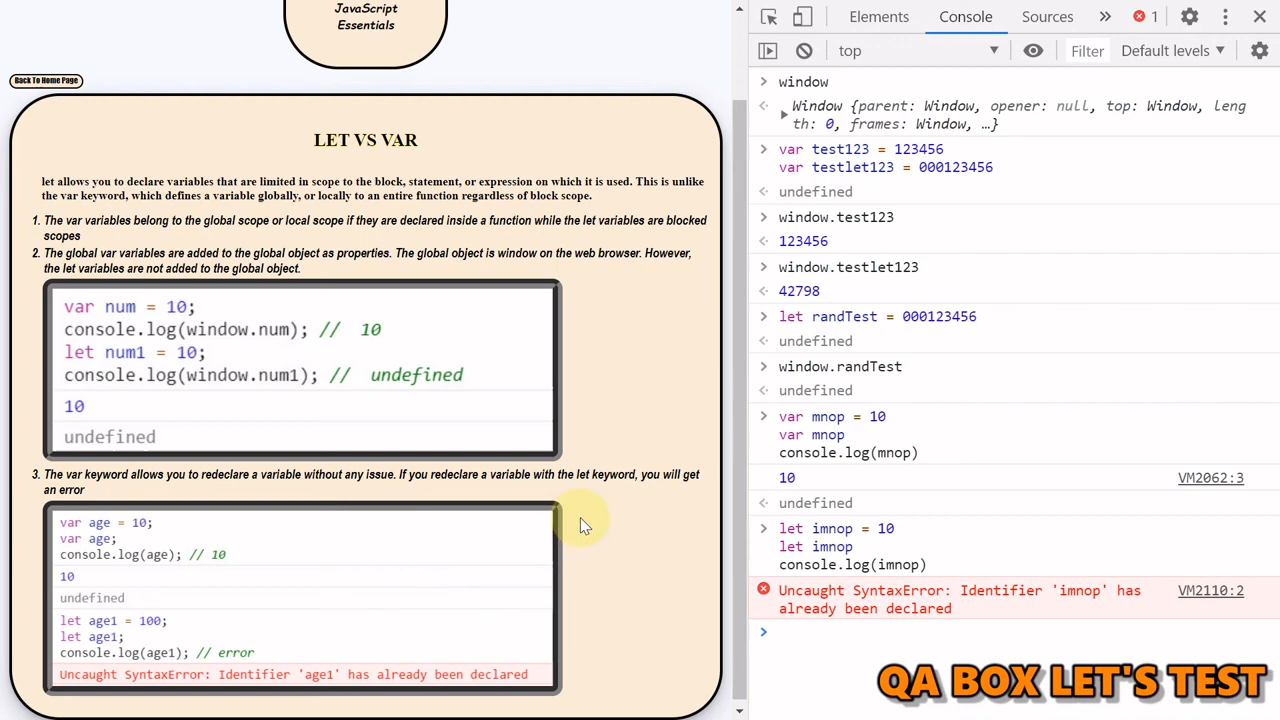 JavaScript
Essentials
Back To Home Page
LET VS VAR
let allows you to declare variables that are limited in scope to the block, statement, or expression on which it is used. This is unlike
the var keyword, which defines a variable globally, or locally to an entire function regardless of block scope.
1. The var variables belong to the global scope or local scope if they are declared inside a function while the let variables are blocked
scopes
2. The global var variables are added to the global object as properties. The global object is window on the web browser. However,
the let variables are not added to the global object.
var num = 10;
console.log(window.num); // 10
let num1 = 10;
console.log(window.num1); // undefined
10
undefined
3. The var keyword allows you to redeclare a variable without any issue. If you redeclare a variable with the let keyword, you will get
an error
var age = 10;
var age;
console.log(age); // 10
10
undefined
let age1 = 100;
let age1;
console.log(age1); // error
Uncaught SyntaxError: Identifier 'age1' has already been declared
Elements Console Sources 1
top Filter Default levels
window
Window {parent: Window, opener: null, top: Window, leng
th: 0, frames: Window, …}
var test123 = 123456
var testlet123 = 000123456
undefined
window.test123
123456
window.testlet123
42798
let randTest = 000123456
undefined
window.randTest
undefined
var mnop = 10
var mnop
console.log(mnop)
10 VM2062:3
undefined
let imnop = 10
let imnop
console.log(imnop)
Uncaught SyntaxError: Identifier 'imnop' has VM2110:2
already been declared
QA BOX LET'S TEST